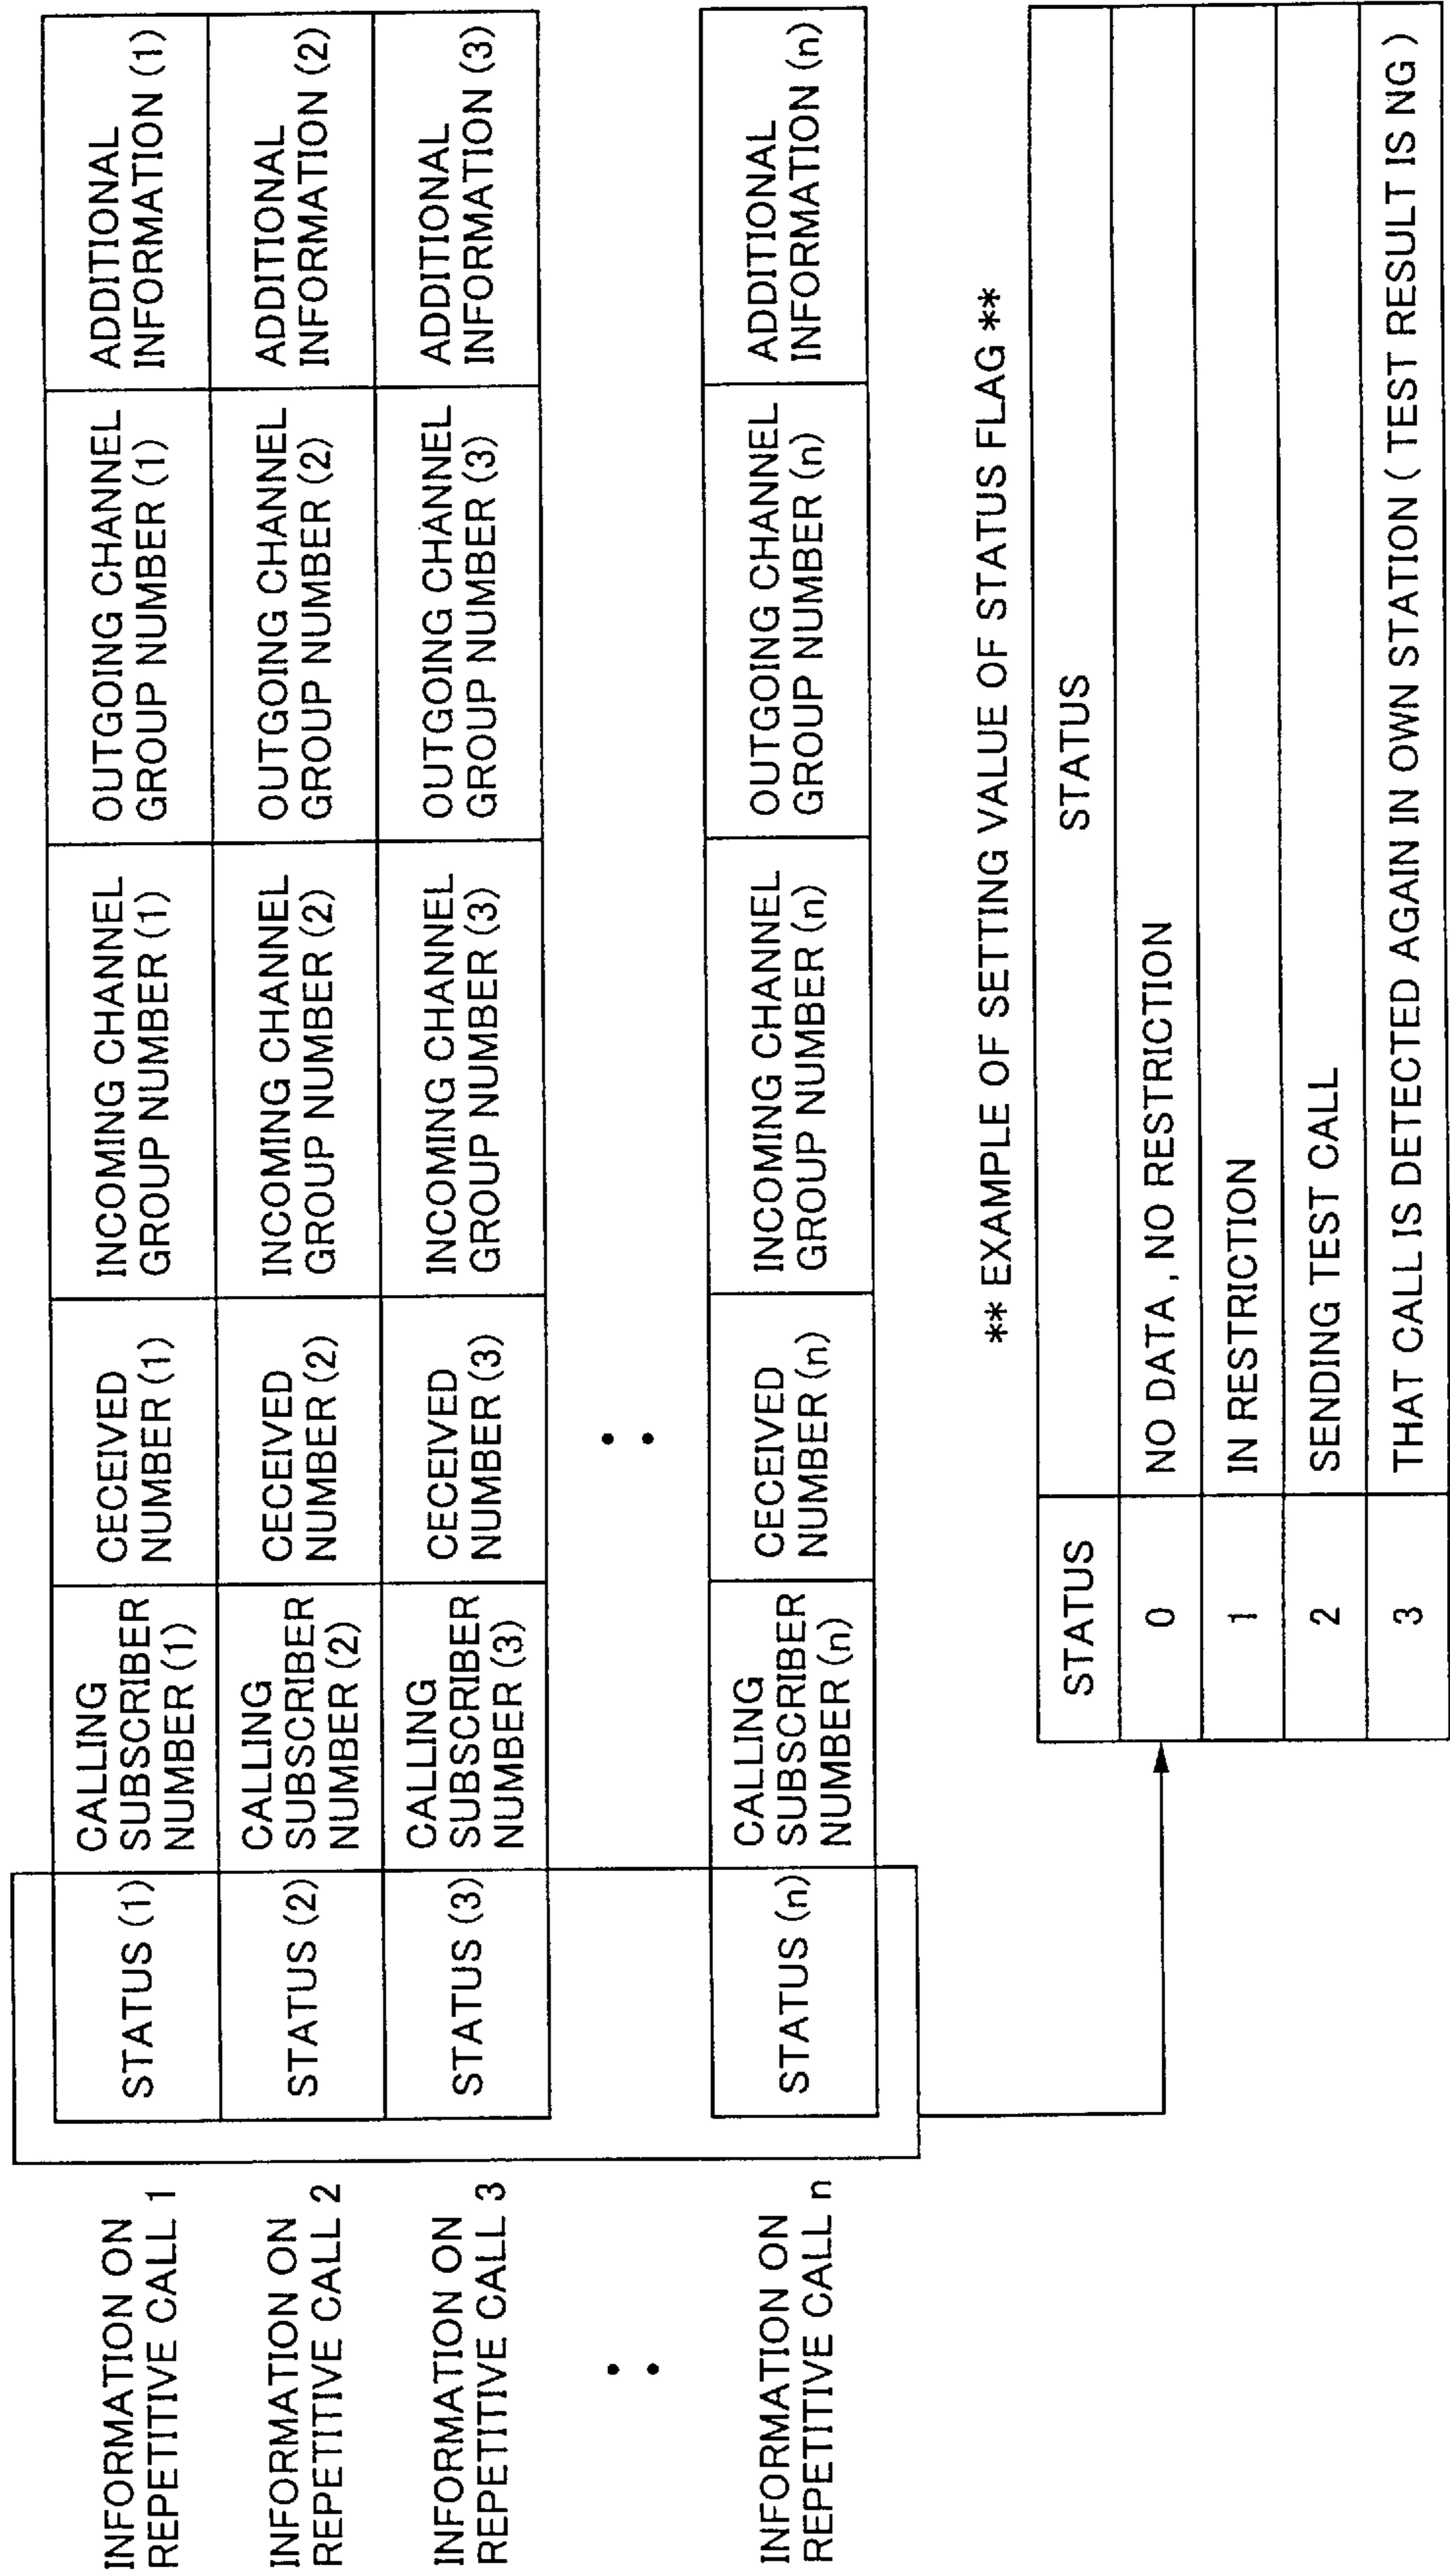 INFORMATION ON
REPETITIVE CALL 1
STATUS (1)
CALLING
SUBSCRIBER
NUMBER (1)
CECEIVED
NUMBER (1)
INCOMING CHANNEL
GROUP NUMBER (1)
OUTGOING CHANNEL
GROUP NUMBER (1)
ADDITIONAL
INFORMATION (1)
INFORMATION ON
REPETITIVE CALL 2
STATUS (2)
CALLING
SUBSCRIBER
NUMBER (2)
CECEIVED
NUMBER (2)
INCOMING CHANNEL
GROUP NUMBER (2)
OUTGOING CHANNEL
GROUP NUMBER (2)
ADDITIONAL
INFORMATION (2)
INFORMATION ON
REPETITIVE CALL 3
STATUS (3)
CALLING
SUBSCRIBER
NUMBER (3)
CECEIVED
NUMBER (3)
INCOMING CHANNEL
GROUP NUMBER (3)
OUTGOING CHANNEL
GROUP NUMBER (3)
ADDITIONAL
INFORMATION (3)
INFORMATION ON
REPETITIVE CALL n
STATUS (n)
CALLING
SUBSCRIBER
NUMBER (n)
CECEIVED
NUMBER (n)
INCOMING CHANNEL
GROUP NUMBER (n)
OUTGOING CHANNEL
GROUP NUMBER (n)
ADDITIONAL
INFORMATION (n)
** EXAMPLE OF SETTING VALUE OF STATUS FLAG **
STATUS STATUS
0 NO DATA, NO RESTRICTION
1 IN RESTRICTION
2 SENDING TEST CALL
3 THAT CALL IS DETECTED AGAIN IN OWN STATION ( TEST RESULT IS NG )